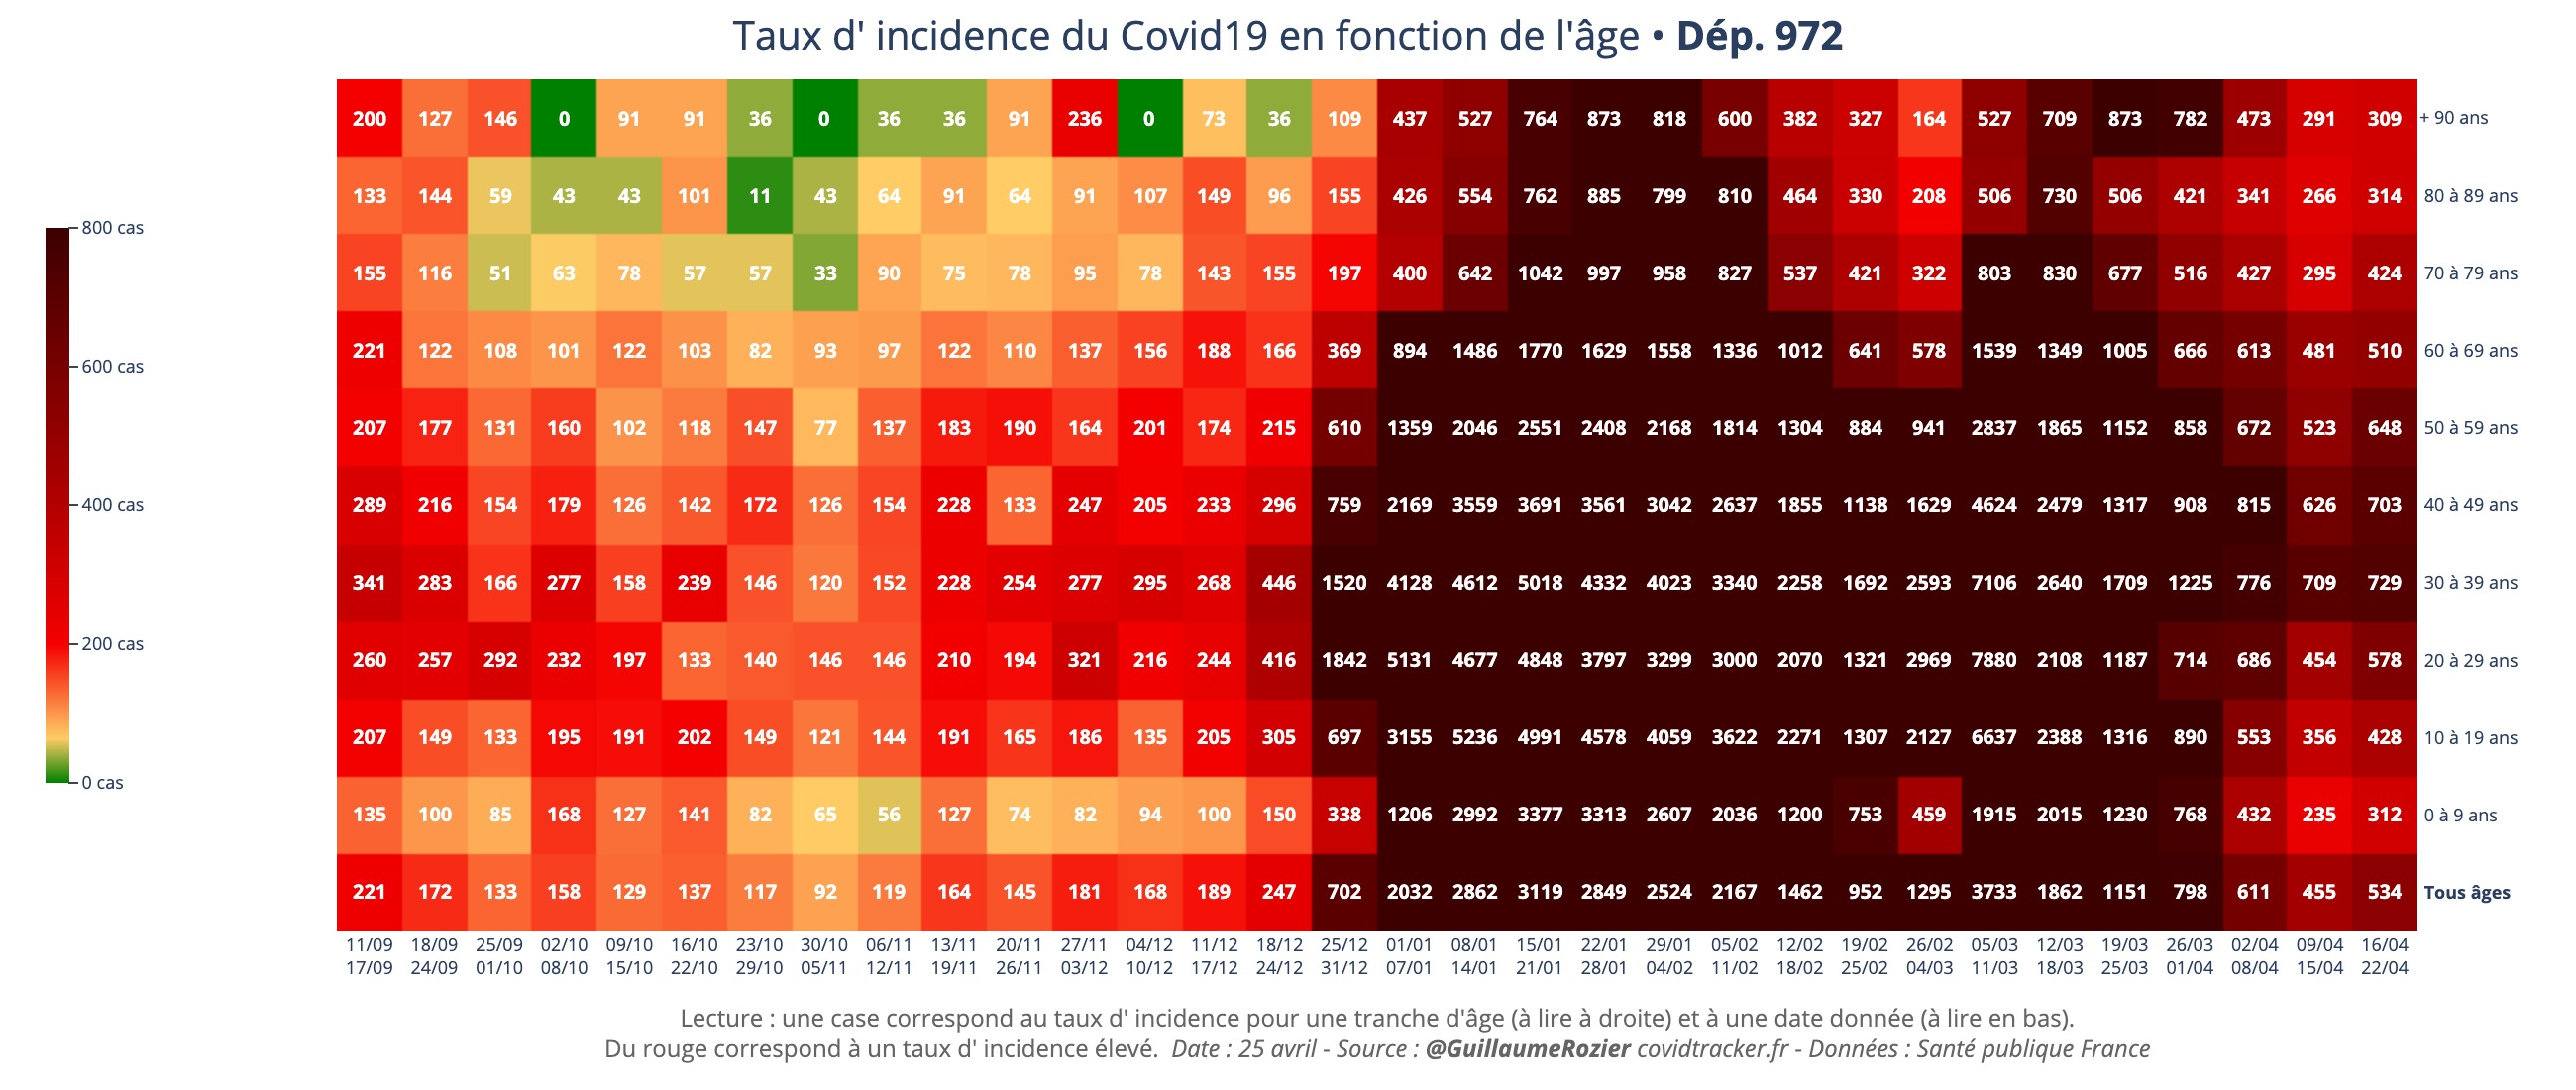 Taux d' incidence du Covid19 en fonction de l'âge • Dép. 972
200 127 146 0 91 91 36 0 36 36 91 236 0 73 36 109 437 527 764 873 818 600 382 327 164 527 709 873 782 473 291 309 + 90 ans
133 144 59 43 43 101 11 43 64 91 64 91 107 149 96 155 426 554 762 885 799 810 464 330 208 506 730 506 421 341 266 314 80 à 89 ans
155 116 51 63 78 57 57 33 90 75 78 95 78 143 155 197 400 642 1042 997 958 827 537 421 322 803 830 677 516 427 295 424 70 à 79 ans
221 122 108 101 122 103 82 93 97 122 110 137 156 188 166 369 894 1486 1770 1629 1558 1336 1012 641 578 1539 1349 1005 666 613 481 510 60 à 69 ans
207 177 131 160 102 118 147 77 137 183 190 164 201 174 215 610 1359 2046 2551 2408 2168 1814 1304 884 941 2837 1865 1152 858 672 523 648 50 à 59 ans
289 216 154 179 126 142 172 126 154 228 133 247 205 233 296 759 2169 3559 3691 3561 3042 2637 1855 1138 1629 4624 2479 1317 908 815 626 703 40 à 49 ans
341 283 166 277 158 239 146 120 152 228 254 277 295 268 446 1520 4128 4612 5018 4332 4023 3340 2258 1692 2593 7106 2640 1709 1225 776 709 729 30 à 39 ans
260 257 292 232 197 133 140 146 146 210 194 321 216 244 416 1842 5131 4677 4848 3797 3299 3000 2070 1321 2969 7880 2108 1187 714 686 454 578 20 à 29 ans
207 149 133 195 191 202 149 121 144 191 165 186 135 205 305 697 3155 5236 4991 4578 4059 3622 2271 1307 2127 6637 2388 1316 890 553 356 428 10 à 19 ans
135 100 85 168 127 141 82 65 56 127 74 82 94 100 150 338 1206 2992 3377 3313 2607 2036 1200 753 459 1915 2015 1230 768 432 235 312 0 à 9 ans
221 172 133 158 129 137 117 92 119 164 145 181 168 189 247 702 2032 2862 3119 2849 2524 2167 1462 952 1295 3733 1862 1151 798 611 455 534 Tous âges
11/09 18/09 25/09 02/10 09/10 16/10 23/10 30/10 06/11 13/11 20/11 27/11 04/12 11/12 18/12 25/12 01/01 08/01 15/01 22/01 29/01 05/02 12/02 19/02 26/02 05/03 12/03 19/03 26/03 02/04 09/04 16/04
17/09 24/09 01/10 08/10 15/10 22/10 29/10 05/11 12/11 19/11 26/11 03/12 10/12 17/12 24/12 31/12 07/01 14/01 21/01 28/01 04/02 11/02 18/02 25/02 04/03 11/03 18/03 25/03 01/04 08/04 15/04 22/04
800 cas
600 cas
400 cas
200 cas
0 cas
Lecture : une case correspond au taux d' incidence pour une tranche d'âge (à lire à droite) et à une date donnée (à lire en bas).
Du rouge correspond à un taux d' incidence élevé. Date : 25 avril - Source : @GuillaumeRozier covidtracker.fr - Données : Santé publique France